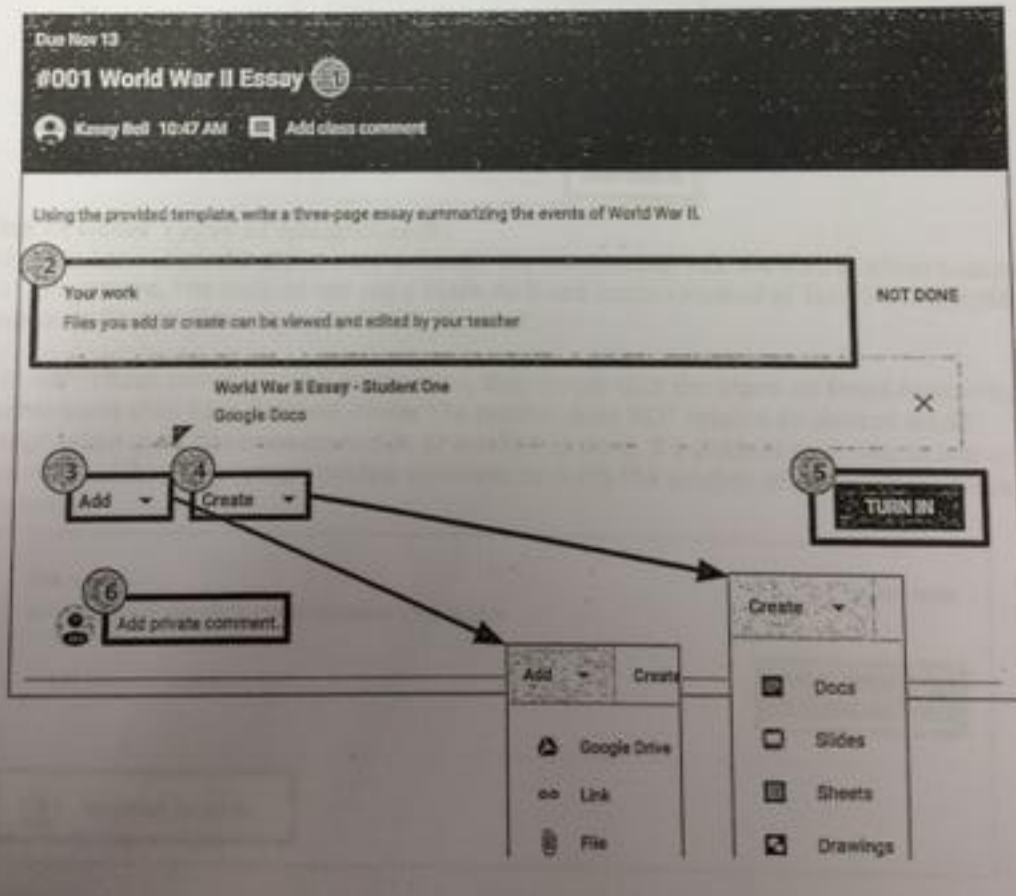 Due Nov 13
#001 World War II Essay 1
Kasey Bell 10:47 AM Add class comment
Using the provided template, write a three-page essay summarizing the events of World War II.
2
Your work
NOT DONE
Files you add or create can be viewed and edited by your teacher
World War II Essay - Student One
Google Docs
3
4
5
Add
Create
TURN IN
6
Add private comment.
Create
Add
Create
Docs
Google Drive
Slides
Link
Sheets
File
Drawings